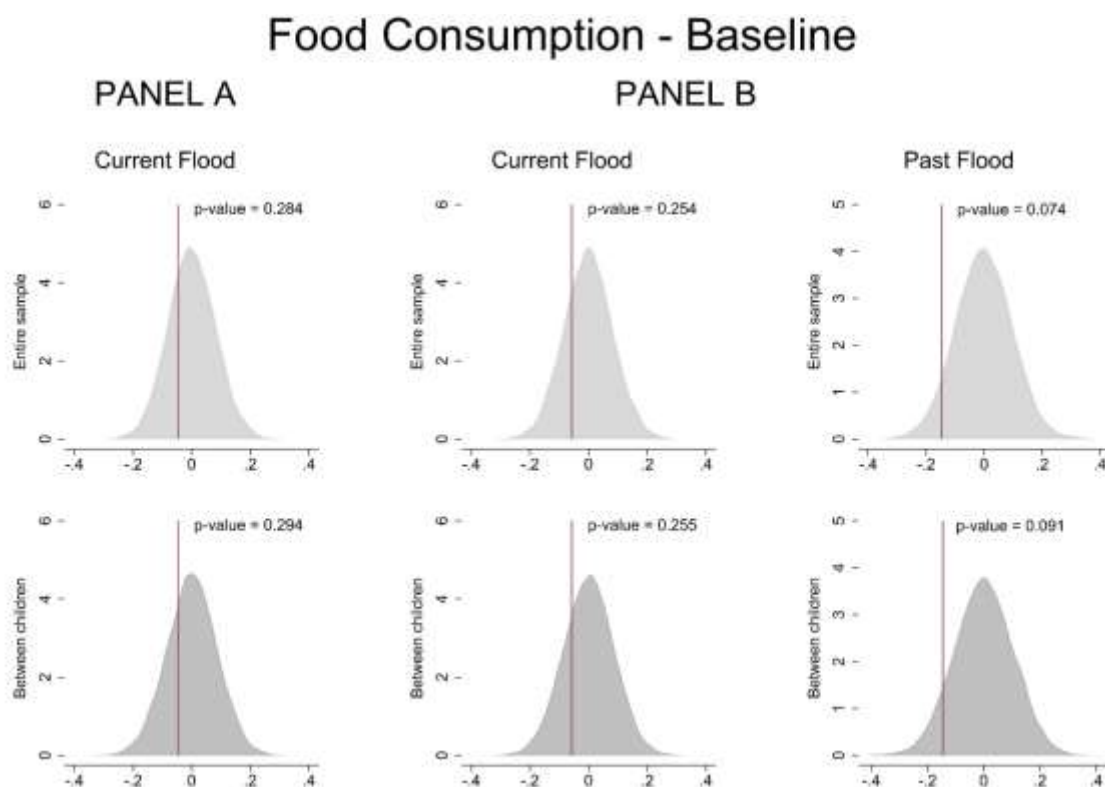 Food Consumption - Baseline
PANEL A
PANEL B
Current Flood
Current Flood
Past Flood
p-value = 0.284
Entire sample
0 2 4 6
-.4 -.2 0 .2 .4
p-value = 0.254
Entire sample
0 2 4 6
-.4 -.2 0 .2 .4
p-value = 0.074
Entire sample
0 1 2 3 4 5
-.4 -.2 0 .2 .4
p-value = 0.294
Between children
0 2 4 6
-.4 -.2 0 .2 .4
p-value = 0.255
Between children
0 2 4 6
-.4 -.2 0 .2 .4
p-value = 0.091
Between children
0 1 2 3 4 5
-.4 -.2 0 .2 .4